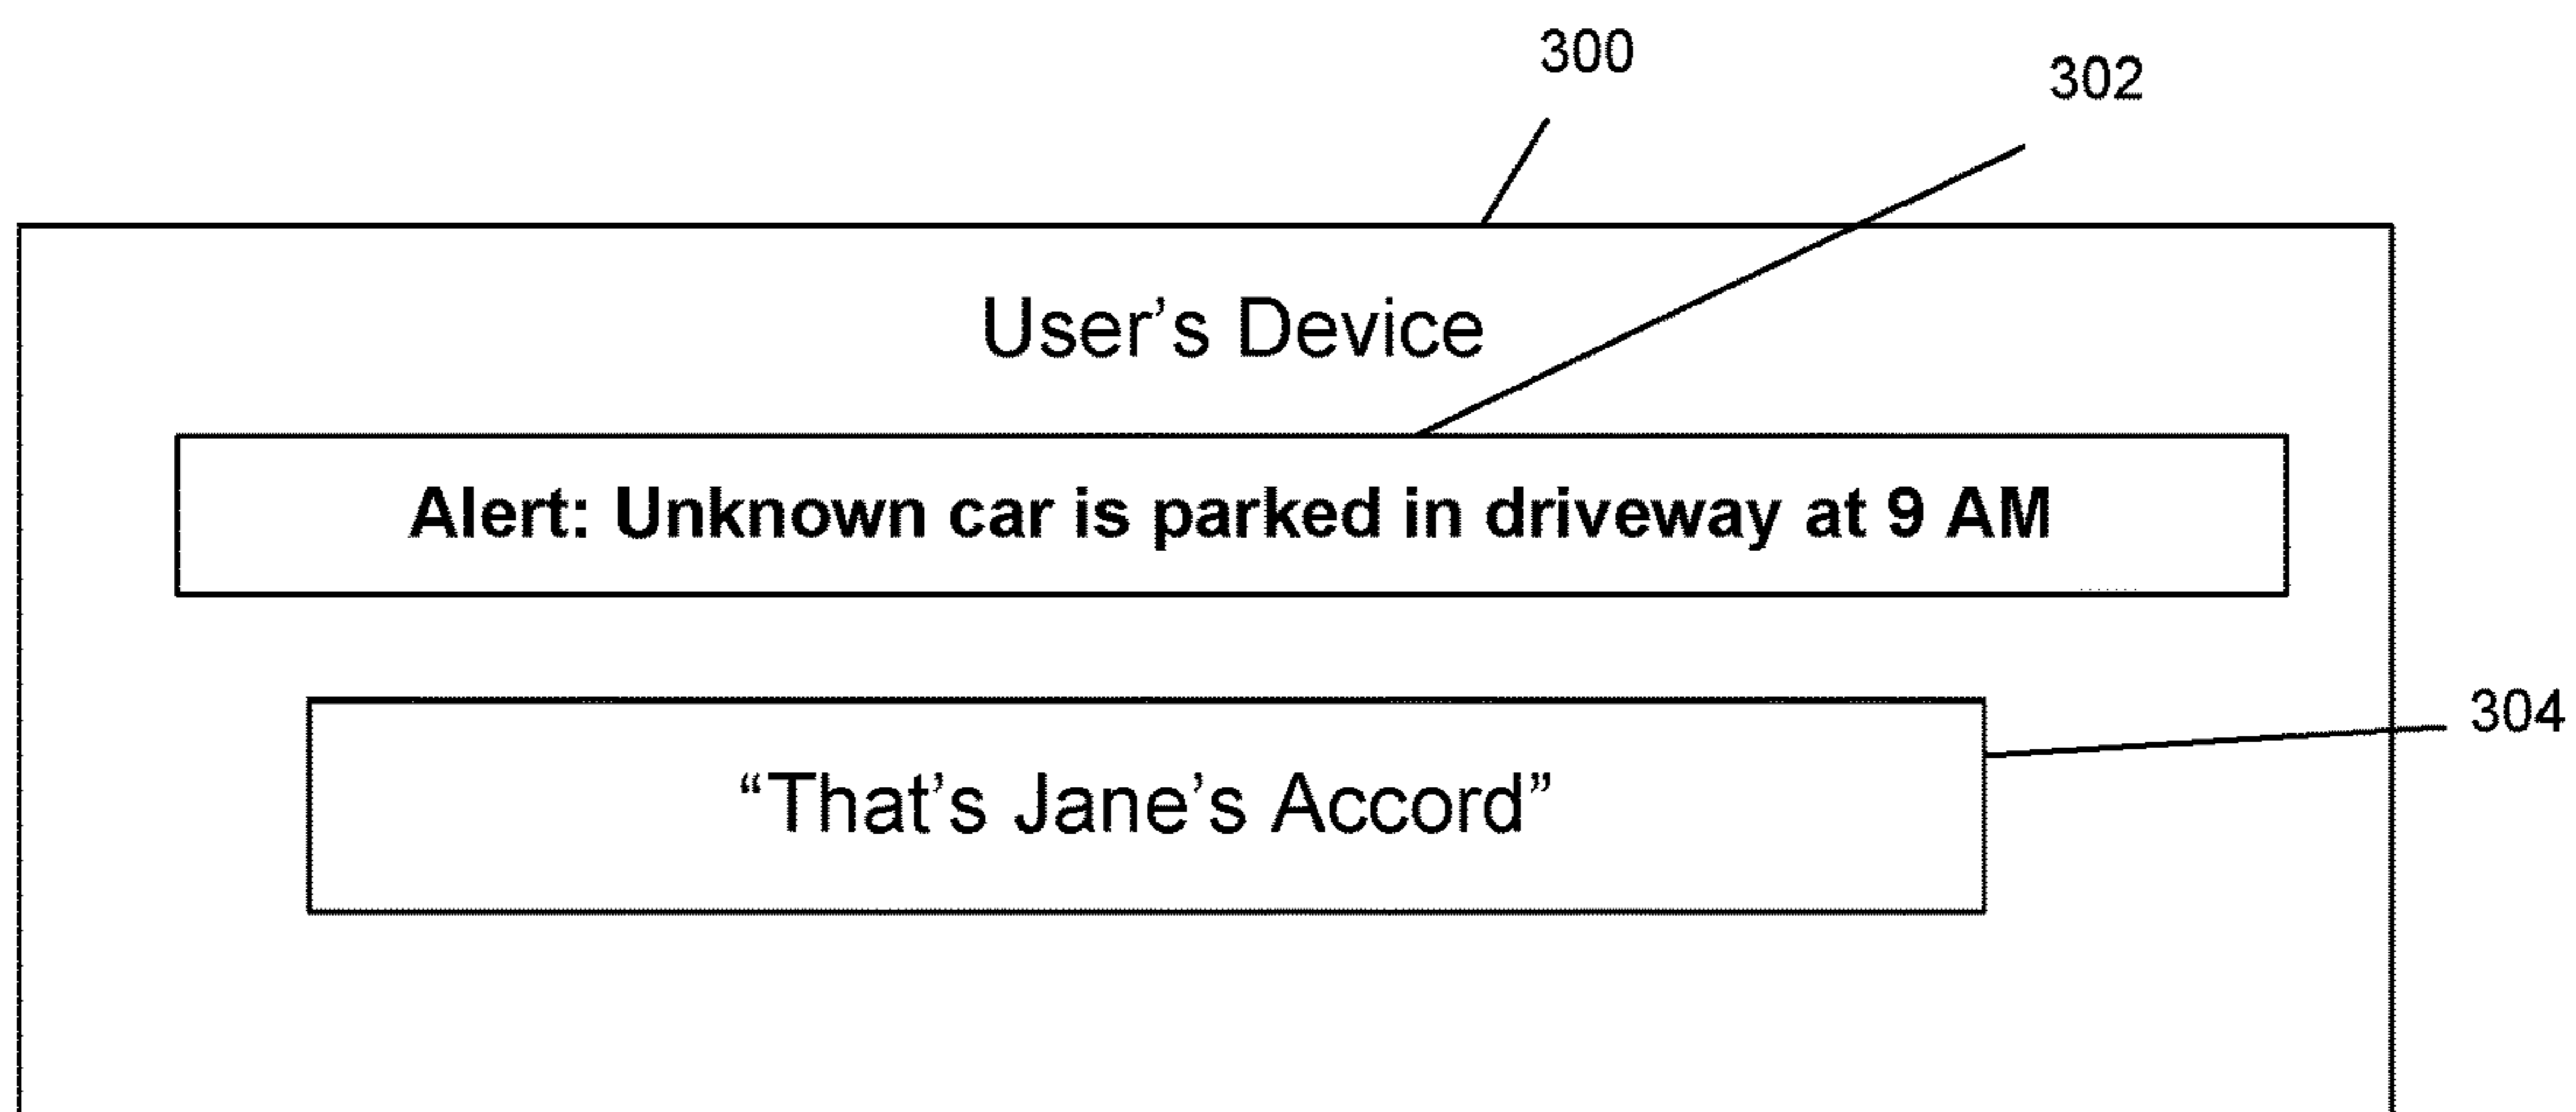 300
302
User’s Device
Alert: Unknown car is parked in driveway at 9 AM
304
“That’s Jane’s Accord”